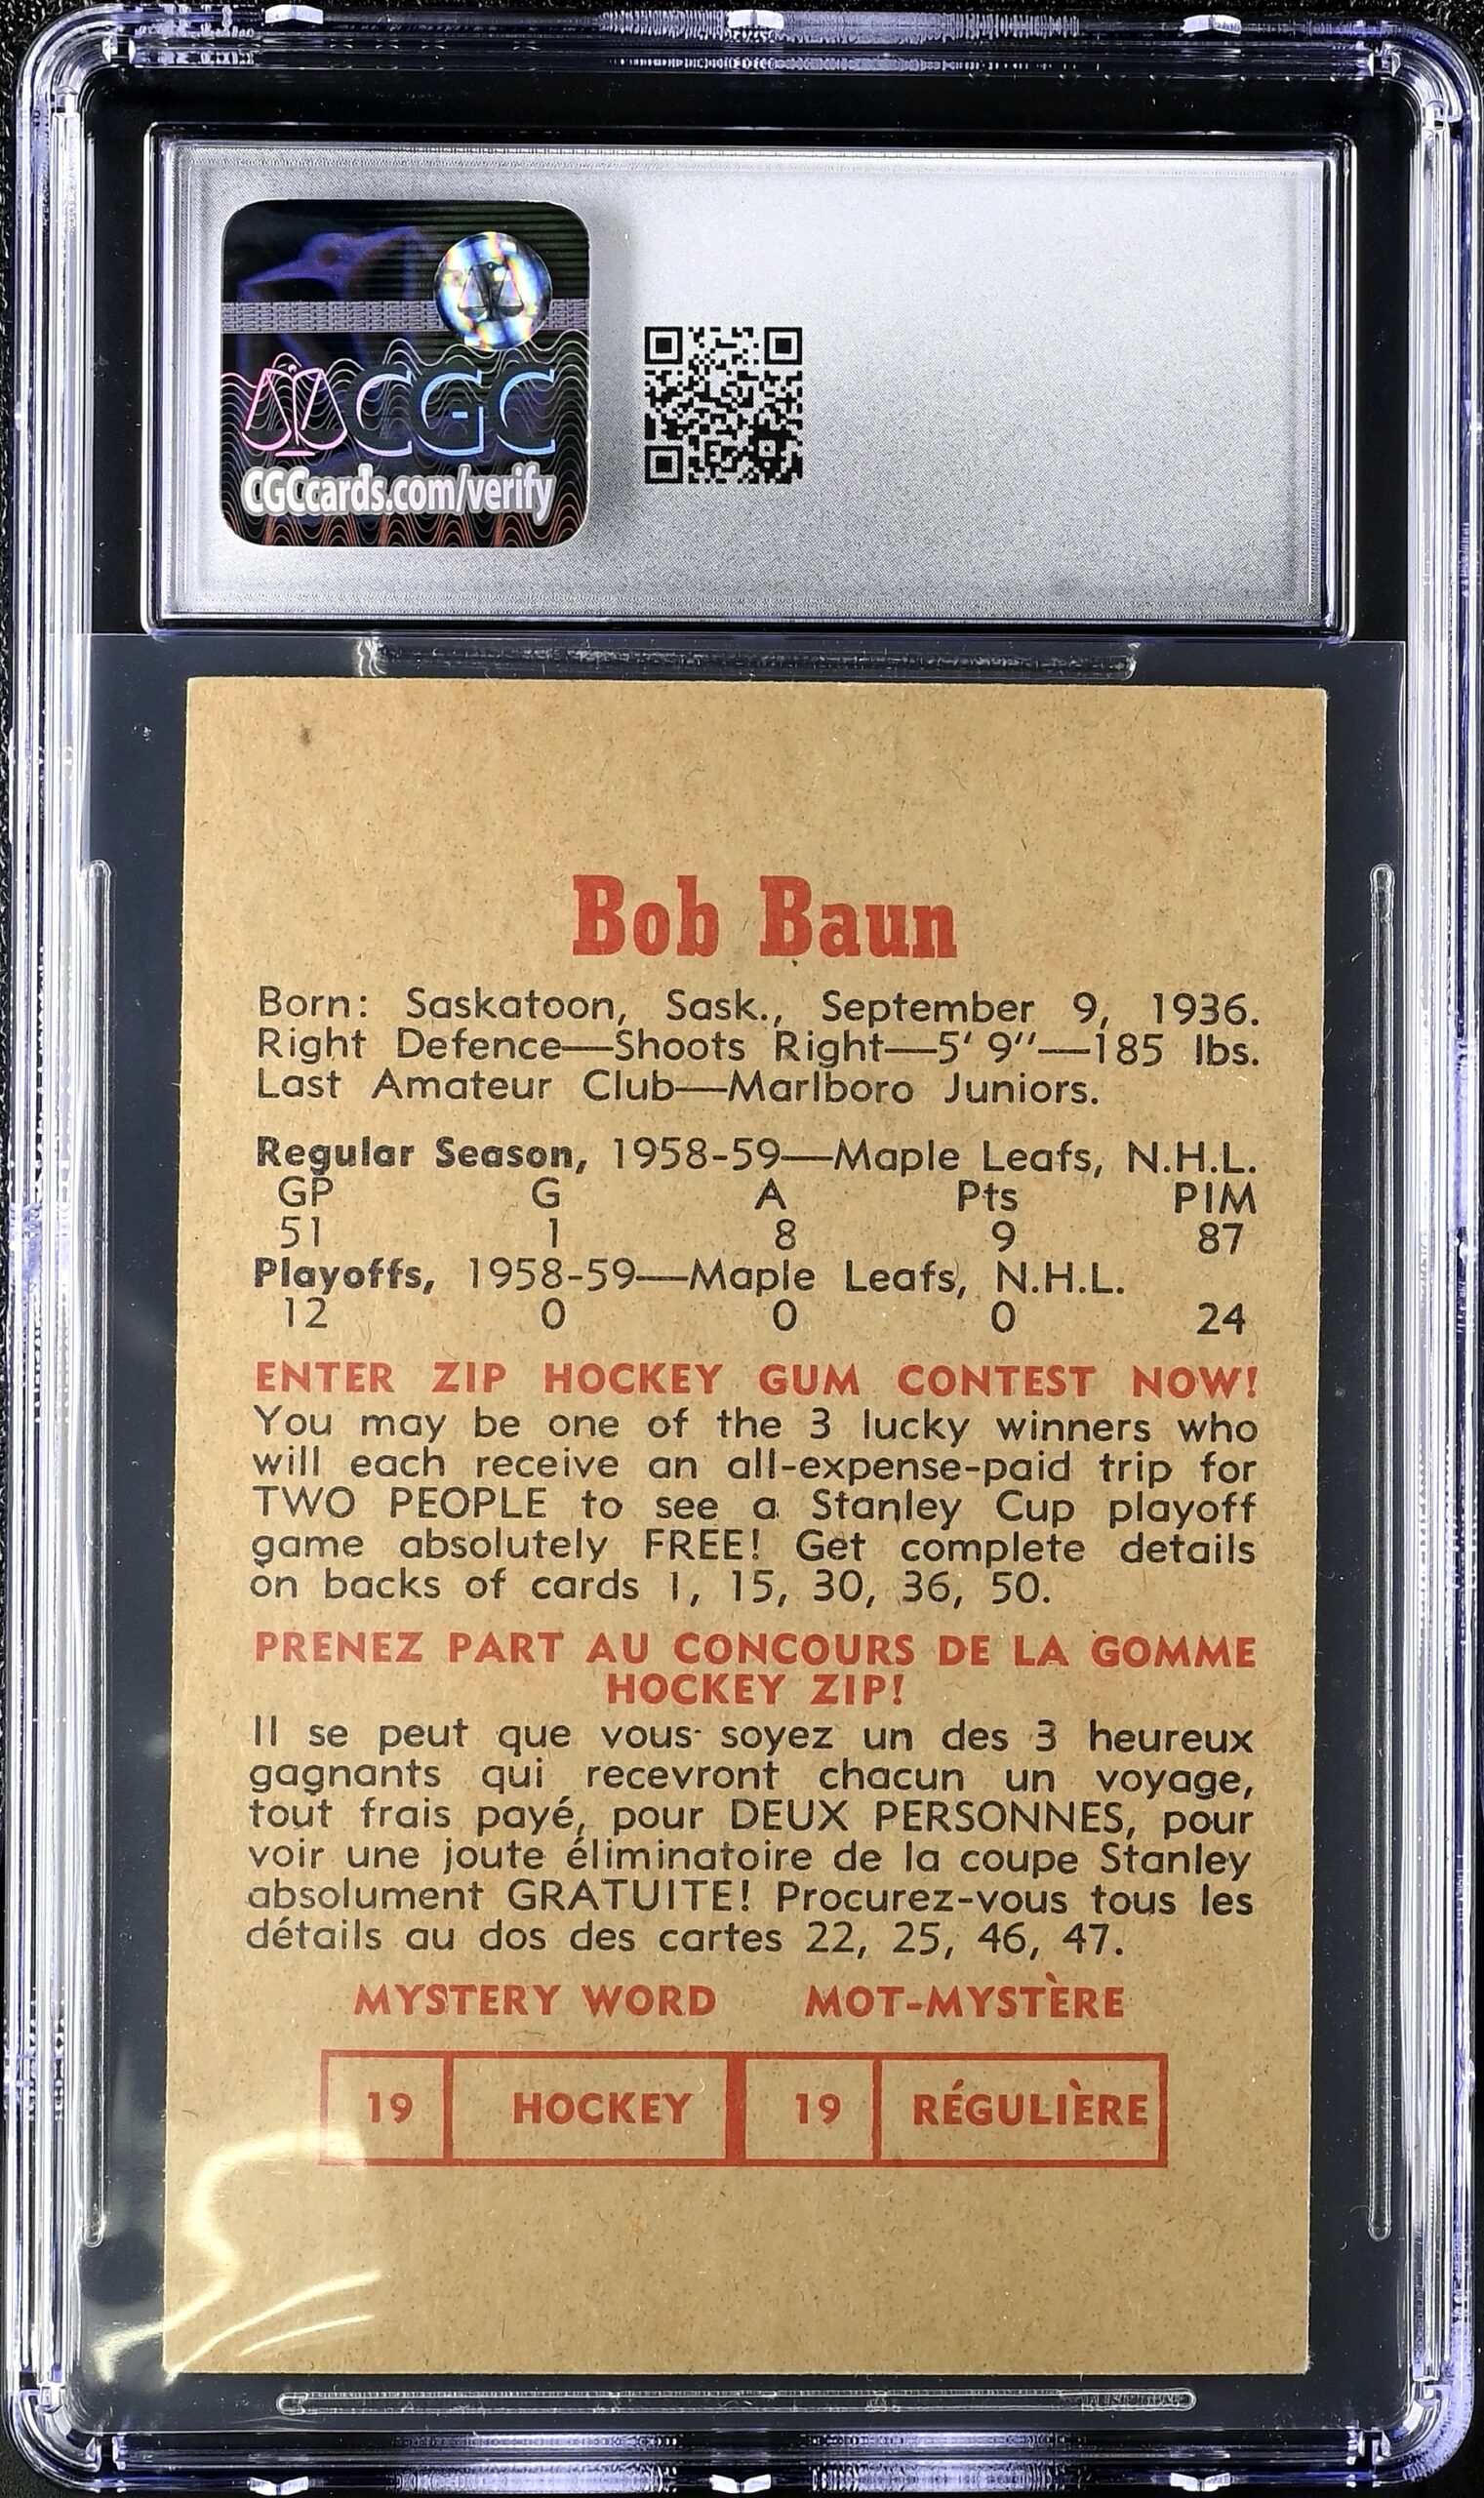 CGC
CGCcards.com/verify
Bob Baun
Born: Saskatoon, Sask., September 9, 1936.
Right Defence—Shoots Right—5' 9"—185 lbs.
Last Amateur Club—Marlboro Juniors.
Regular Season, 1958-59—Maple Leafs, N.H.L.
GP G A Pts PIM
51 1 8 9 87
Playoffs, 1958-59—Maple Leafs, N.H.L.
12 0 0 0 24
ENTER ZIP HOCKEY GUM CONTEST NOW!
You may be one of the 3 lucky winners who
will each receive an all-expense-paid trip for
TWO PEOPLE to see a Stanley Cup playoff
game absolutely FREE! Get complete details
on backs of cards 1, 15, 30, 36, 50.
PRENEZ PART AU CONCOURS DE LA GOMME
HOCKEY ZIP!
Il se peut que vous soyez un des 3 heureux
gagnants qui recevront chacun un voyage,
tout frais payé, pour DEUX PERSONNES, pour
voir une joute éliminatoire de la coupe Stanley
absolument GRATUITE! Procurez-vous tous les
détails au dos des cartes 22, 25, 46, 47.
MYSTERY WORD MOT-MYSTÈRE
19 HOCKEY 19 RÉGULIÈRE